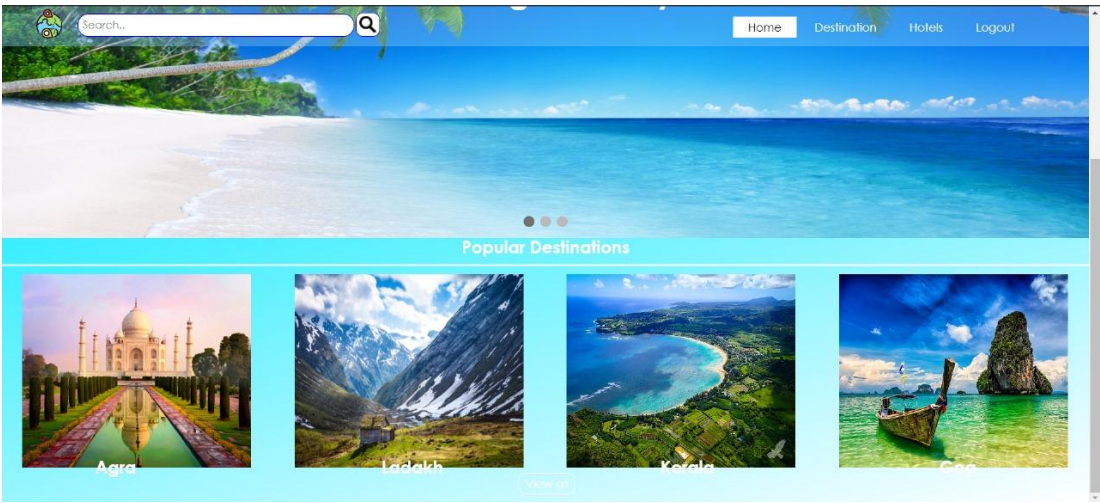 Search..
Home Destination Hotels Logout
Popular Destinations
Agra Ladakh Kerala Goa
View all